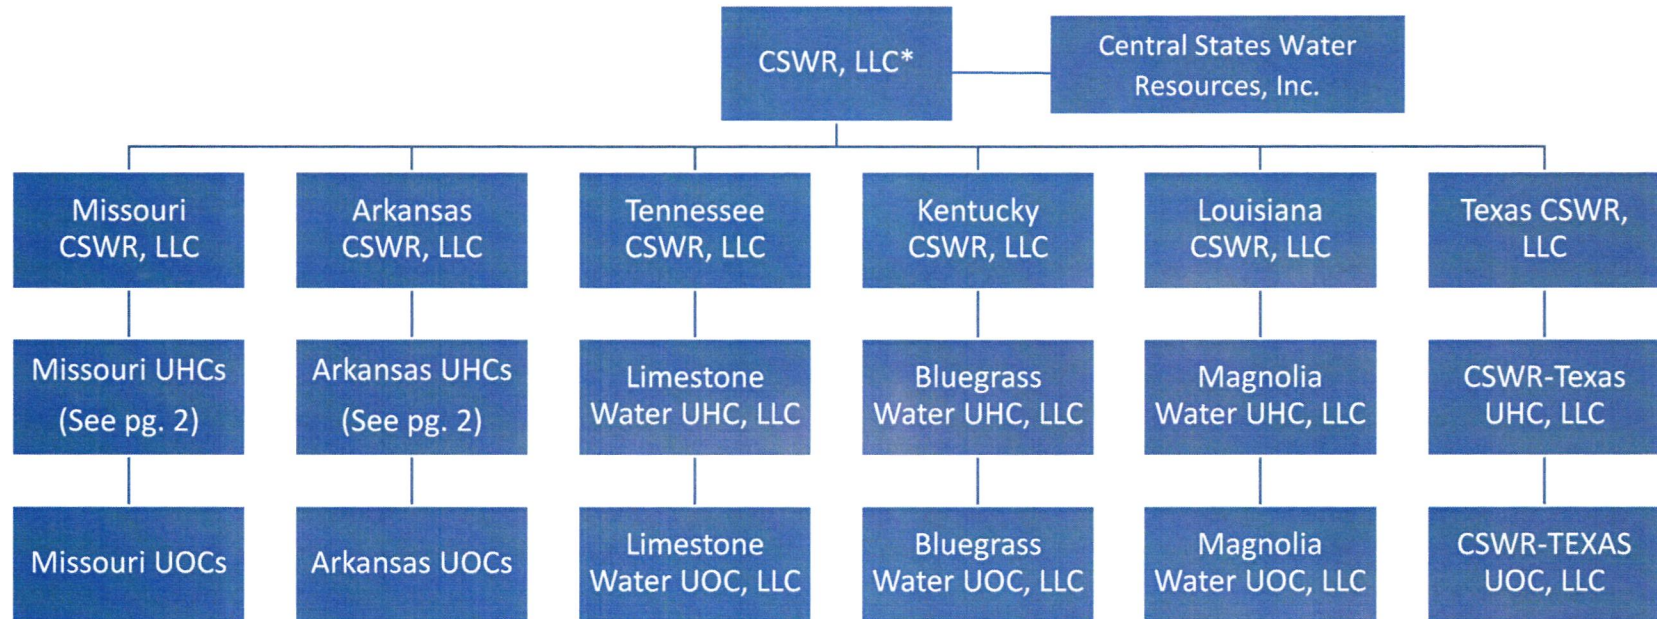 CSWR, LLC*
Central States Water
Resources, Inc.
Missouri
CSWR, LLC
Arkansas
CSWR, LLC
Tennessee
CSWR, LLC
Kentucky
CSWR, LLC
Louisiana
CSWR, LLC
Texas CSWR,
LLC
Missouri UHCs
(See pg. 2)
Arkansas UHCs
(See pg. 2)
Limestone
Water UHC, LLC
Bluegrass
Water UHC, LLC
Magnolia
Water UHC, LLC
CSWR-Texas
UHC, LLC
Missouri UOCs
Arkansas UOCs
Limestone
Water UOC, LLC
Bluegrass
Water UOC, LLC
Magnolia
Water UOC, LLC
CSWR-TEXAS
UOC, LLC